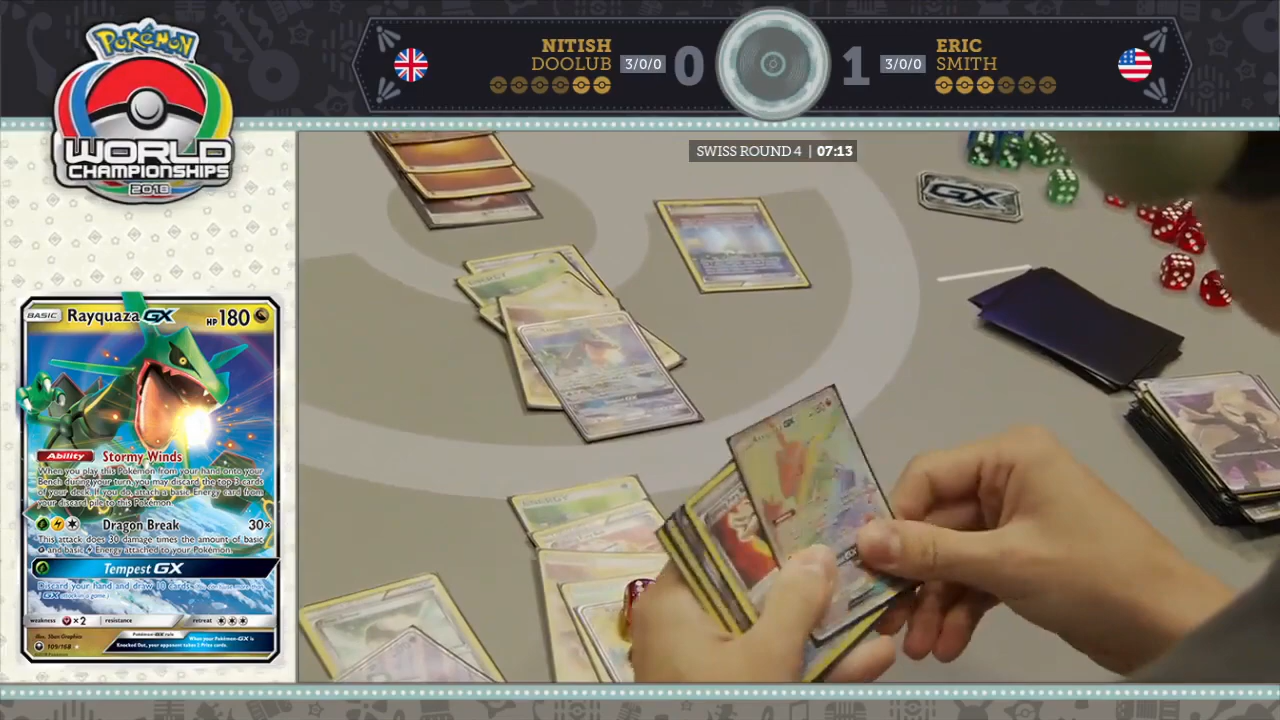 Pokémon
WORLD
CHAMPIONSHIPS
2018
NITISH
DOOLUB
3/0/0
0
1
3/0/0
ERIC
SMITH
SWISS ROUND 4 | 07:13
GX
BASIC
Rayquaza GX
HP 180
Ability Stormy Winds
When you play this Pokémon from your hand onto your
Bench during your turn, you may discard the top 3 cards
of your deck. If you do, attach a basic Energy card from
your discard pile to this Pokémon.
Dragon Break 30×
This attack does 30 damage times the amount of basic
and basic Energy attached to your Pokémon.
Tempest GX
Discard your hand and draw 10 cards.
weakness ×2 resistance retreat
109/168
ENERGY
ENERGY